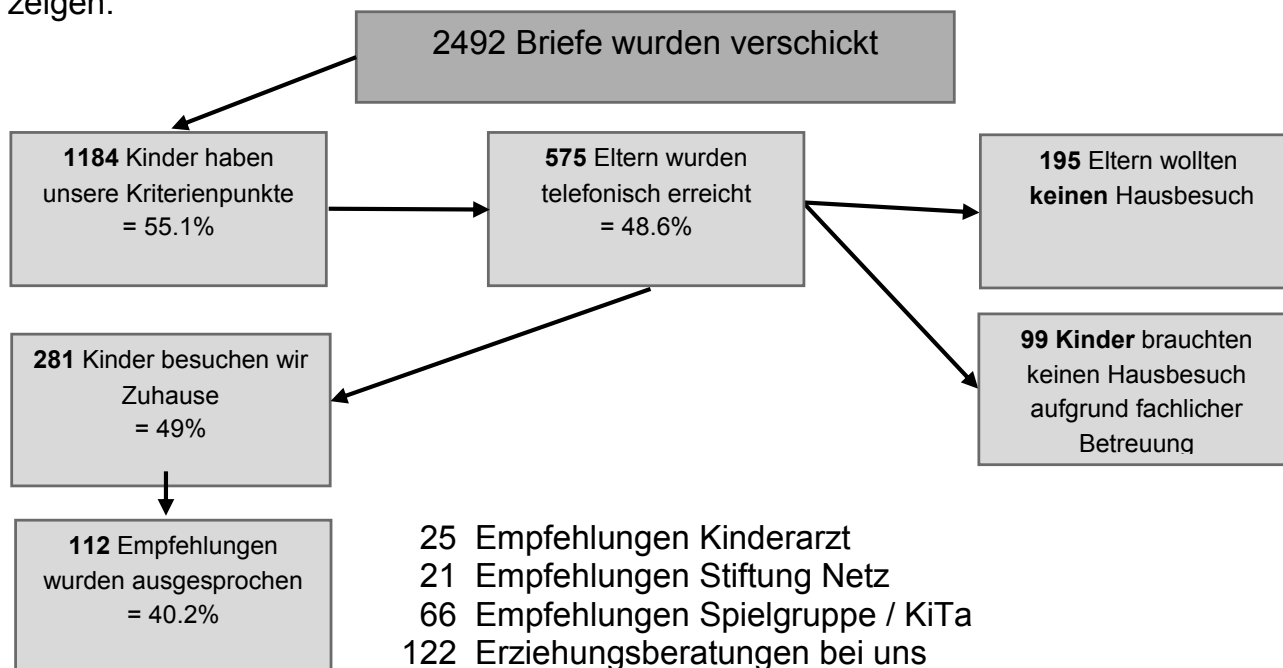 zeigen.
2492 Briefe wurden verschickt
1184 Kinder haben
unsere Kriterienpunkte
= 55.1%
575 Eltern wurden
telefonisch erreicht
= 48.6%
195 Eltern wollten
keinen Hausbesuch
99 Kinder brauchten
keinen Hausbesuch
aufgrund fachlicher
Betreuung
281 Kinder besuchen wir
Zuhause
= 49%
112 Empfehlungen
wurden ausgesprochen
= 40.2%
25 Empfehlungen Kinderarzt
21 Empfehlungen Stiftung Netz
66 Empfehlungen Spielgruppe / KiTa
122 Erziehungsberatungen bei uns